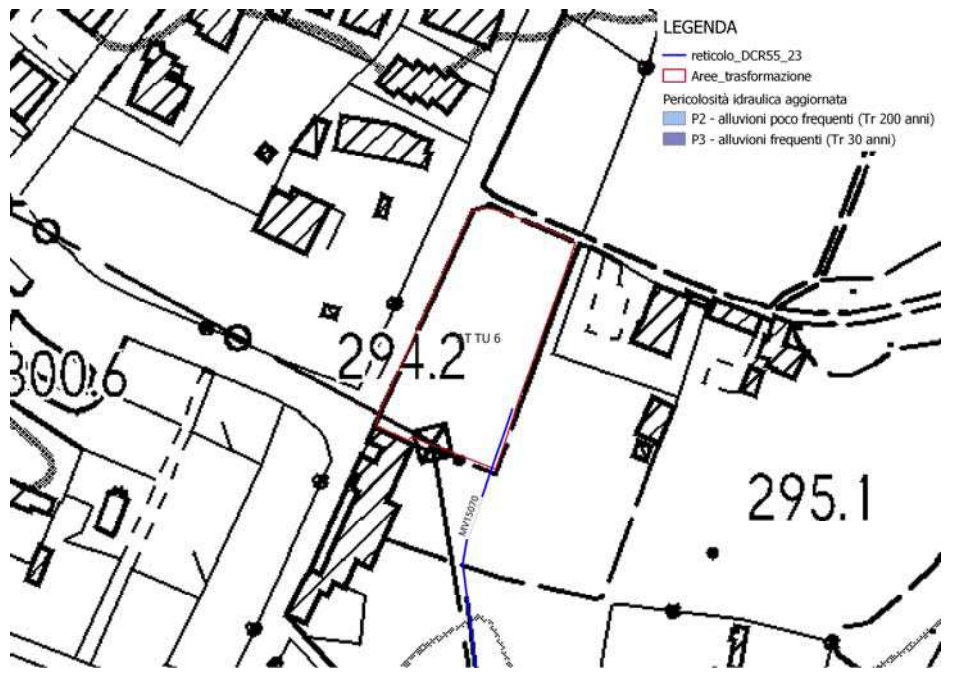 LEGENDA
reticolo_DCR55_23
Aree_trasformazione
Pericolosità idraulica aggiornata
P2 - alluvioni poco frequenti (Tr 200 anni)
P3 - alluvioni frequenti (Tr 30 anni)
294.2
TU 6
300.6
295.1
MV15070